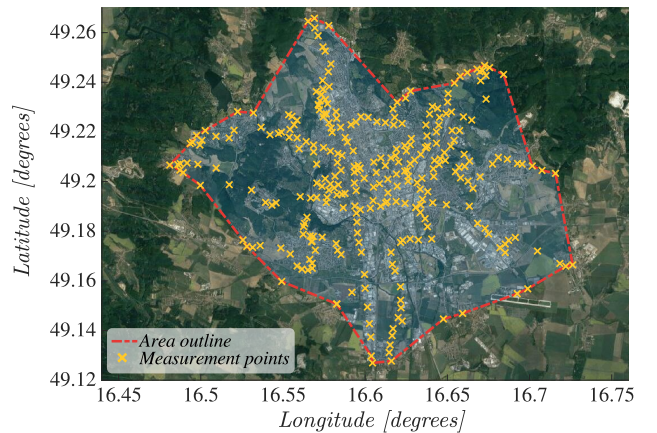 49.26
49.24
49.22
49.2
49.18
49.16
49.14
49.12
Latitude [degrees]
Area outline
Measurement points
16.45 16.5 16.55 16.6 16.65 16.7 16.75
Longitude [degrees]